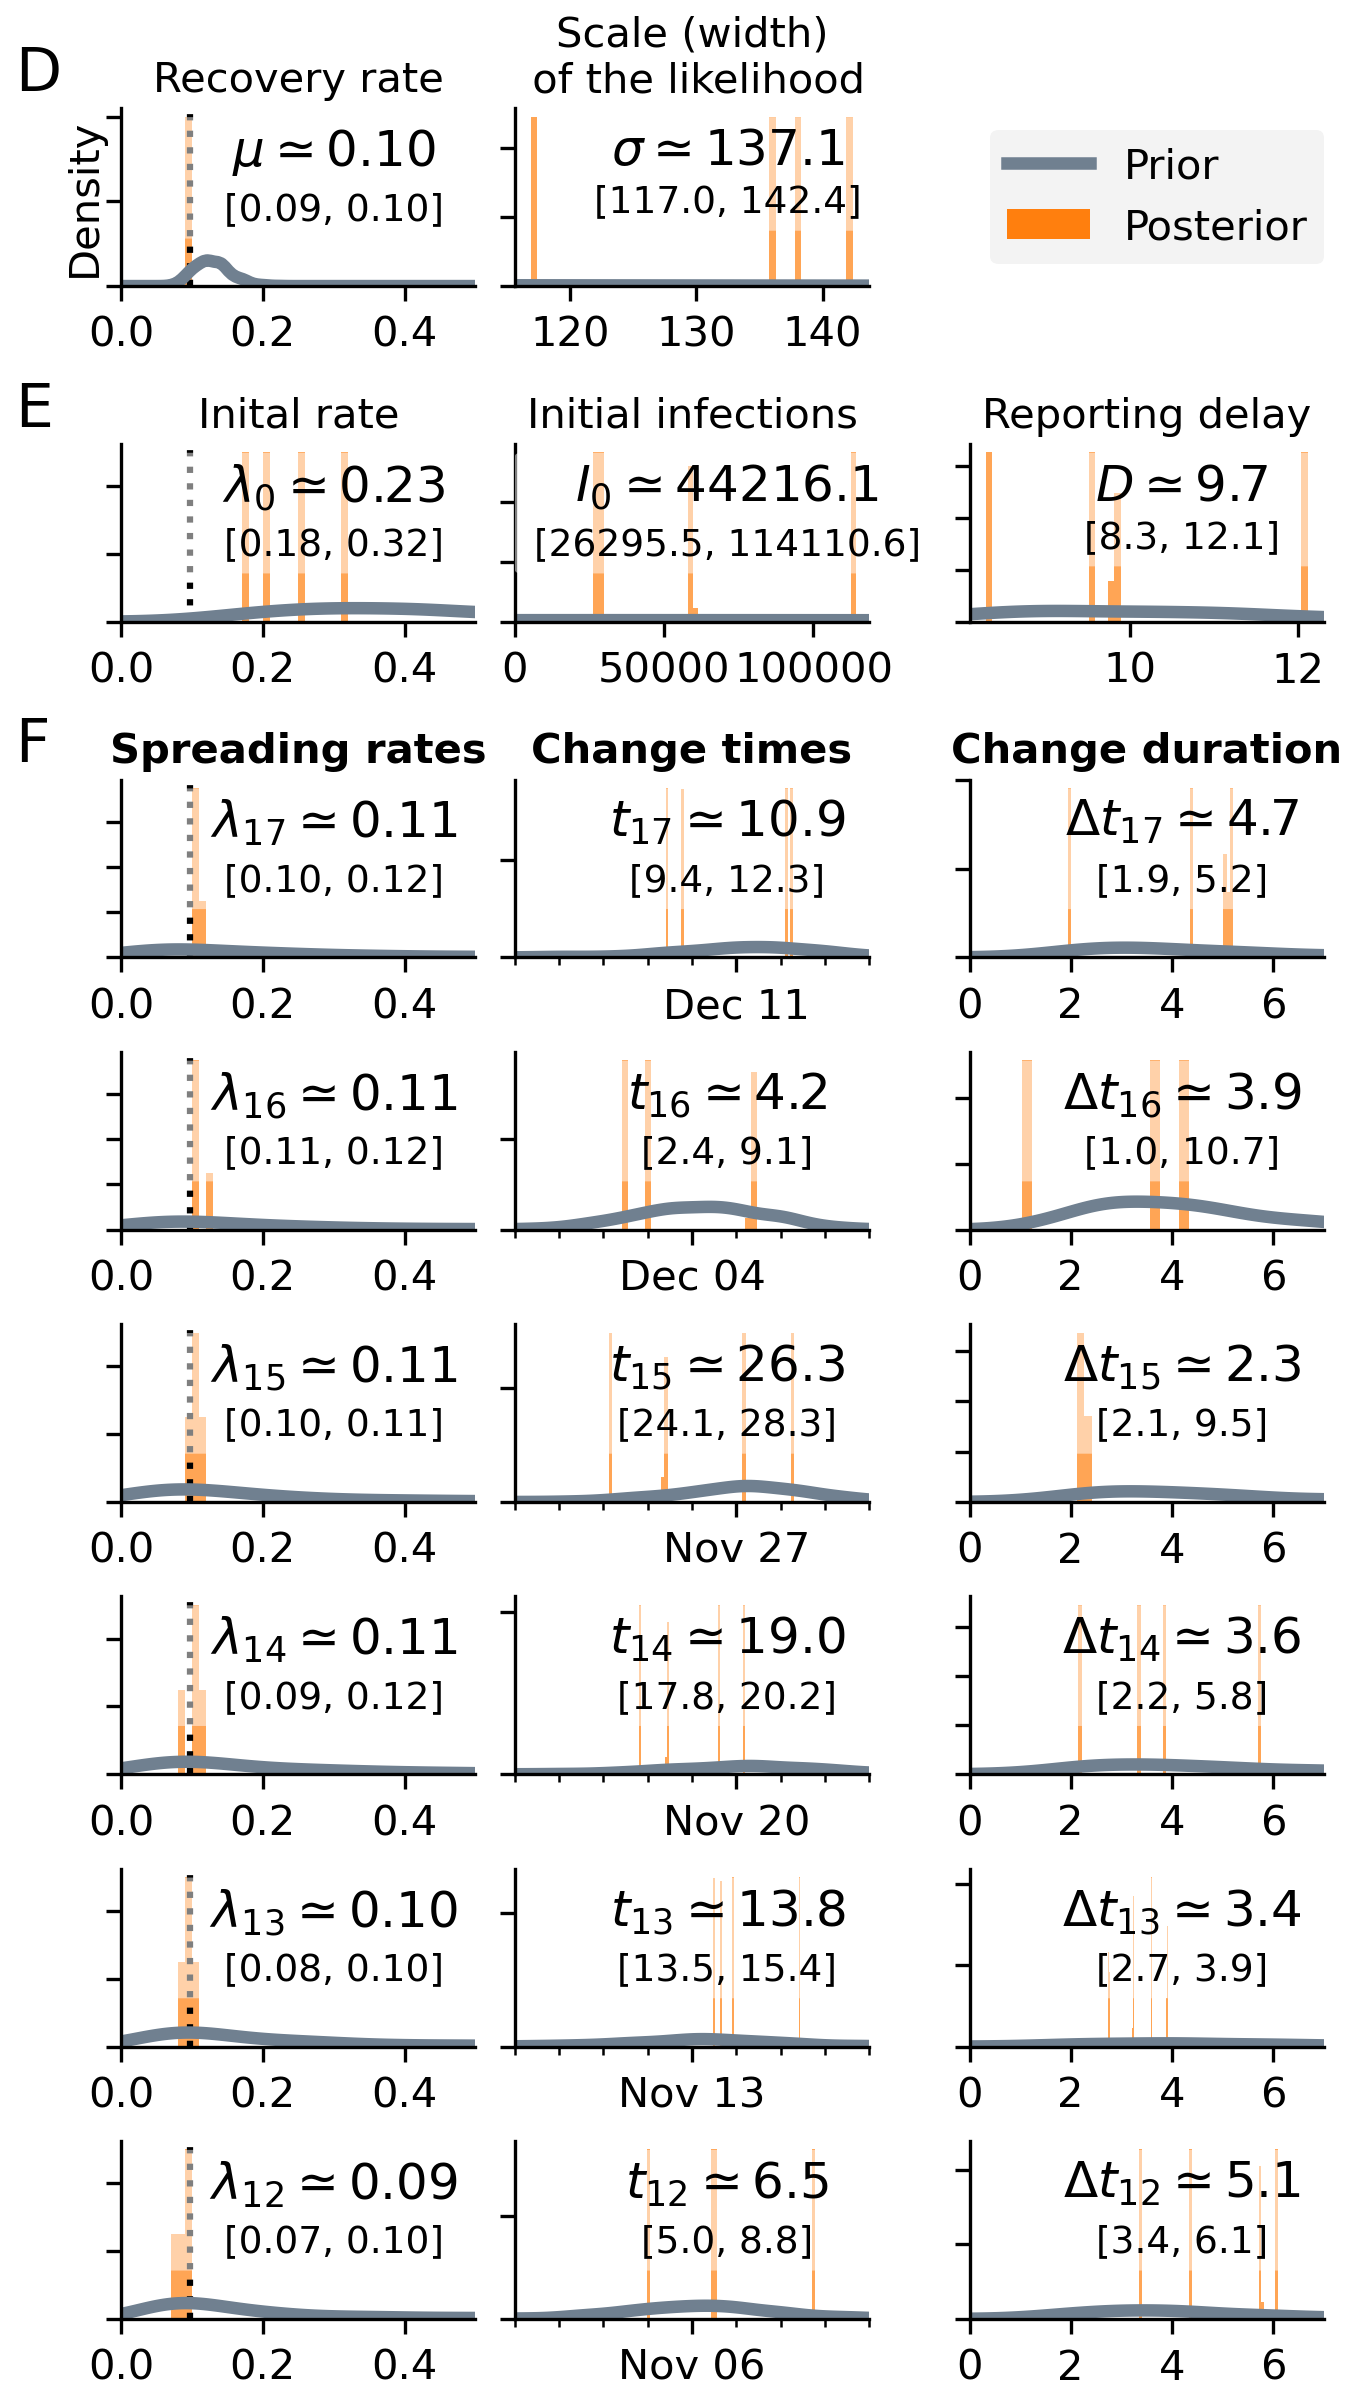 D
Recovery rate
Scale (width)
of the likelihood
Density
μ ≃ 0.10
[0.09, 0.10]
0.0 0.2 0.4
σ ≃ 137.1
[117.0, 142.4]
120 130 140
Prior
Posterior
E
Inital rate
λ0 ≃ 0.23
[0.18, 0.32]
0.0 0.2 0.4
Initial infections
I0 ≃ 44216.1
[26295.5, 114110.6]
0 50000 100000
Reporting delay
D ≃ 9.7
[8.3, 12.1]
10 12
F
Spreading rates
Change times
Change duration
λ17 ≃ 0.11
[0.10, 0.12]
0.0 0.2 0.4
t17 ≃ 10.9
[9.4, 12.3]
Dec 11
Δt17 ≃ 4.7
[1.9, 5.2]
0 2 4 6
λ16 ≃ 0.11
[0.11, 0.12]
0.0 0.2 0.4
t16 ≃ 4.2
[2.4, 9.1]
Dec 04
Δt16 ≃ 3.9
[1.0, 10.7]
0 2 4 6
λ15 ≃ 0.11
[0.10, 0.11]
0.0 0.2 0.4
t15 ≃ 26.3
[24.1, 28.3]
Nov 27
Δt15 ≃ 2.3
[2.1, 9.5]
0 2 4 6
λ14 ≃ 0.11
[0.09, 0.12]
0.0 0.2 0.4
t14 ≃ 19.0
[17.8, 20.2]
Nov 20
Δt14 ≃ 3.6
[2.2, 5.8]
0 2 4 6
λ13 ≃ 0.10
[0.08, 0.10]
0.0 0.2 0.4
t13 ≃ 13.8
[13.5, 15.4]
Nov 13
Δt13 ≃ 3.4
[2.7, 3.9]
0 2 4 6
λ12 ≃ 0.09
[0.07, 0.10]
0.0 0.2 0.4
t12 ≃ 6.5
[5.0, 8.8]
Nov 06
Δt12 ≃ 5.1
[3.4, 6.1]
0 2 4 6